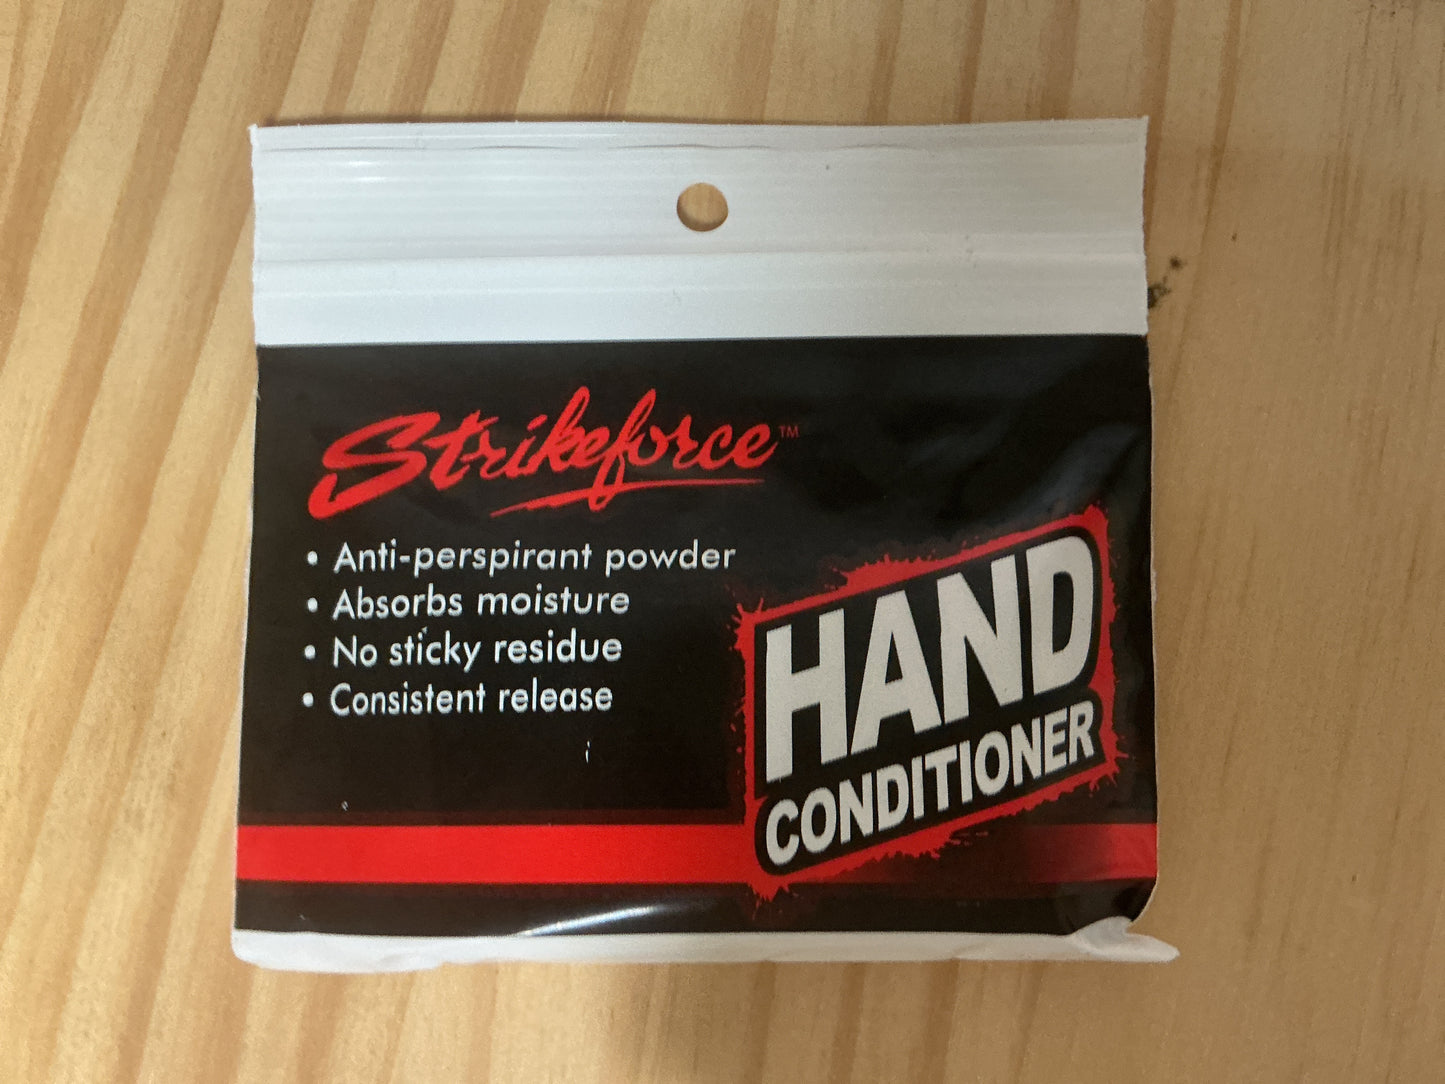 Strikeforce™
• Anti-perspirant powder
• Absorbs moisture
• No sticky residue
• Consistent release
HAND
CONDITIONER